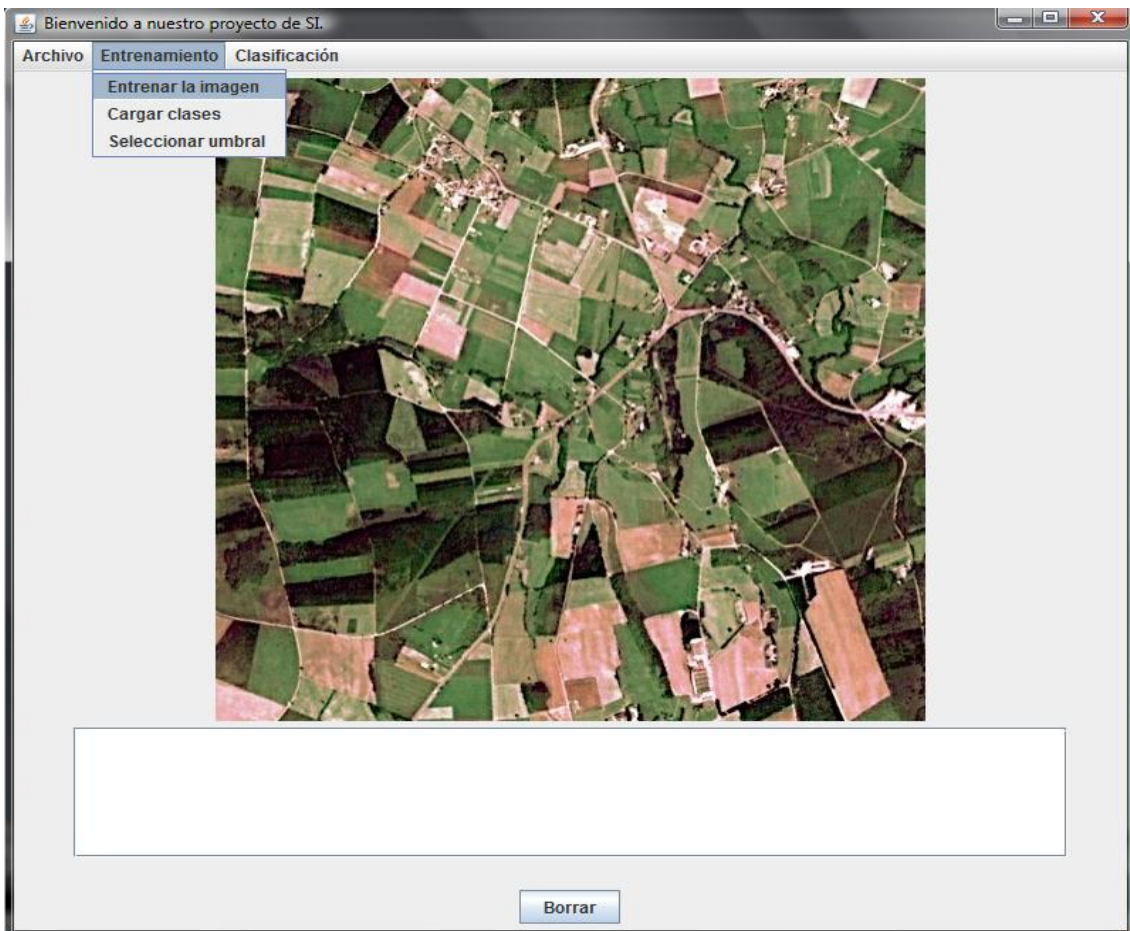 Bienvenido a nuestro proyecto de SI.
Archivo Entrenamiento Clasificación
Entrenar la imagen
Cargar clases
Seleccionar umbral
Borrar